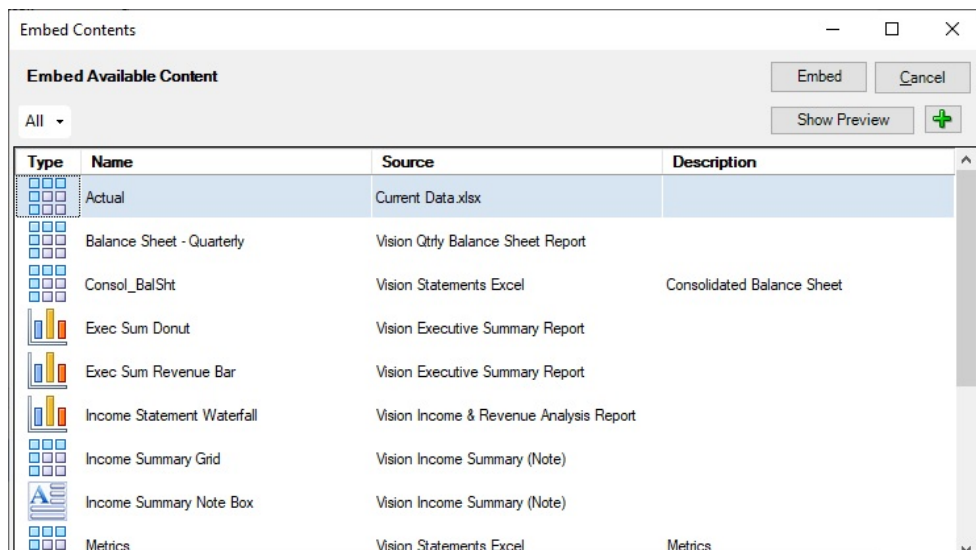 Embed Contents
Embed Available Content
Embed
Cancel
All
Show Preview
Type Name Source Description
Actual Current Data.xlsx
Balance Sheet - Quarterly Vision Qtrly Balance Sheet Report
Consol_BalSht Vision Statements Excel Consolidated Balance Sheet
Exec Sum Donut Vision Executive Summary Report
Exec Sum Revenue Bar Vision Executive Summary Report
Income Statement Waterfall Vision Income & Revenue Analysis Report
Income Summary Grid Vision Income Summary (Note)
A Income Summary Note Box Vision Income Summary (Note)
Metrics Vision Statements Excel Metrics